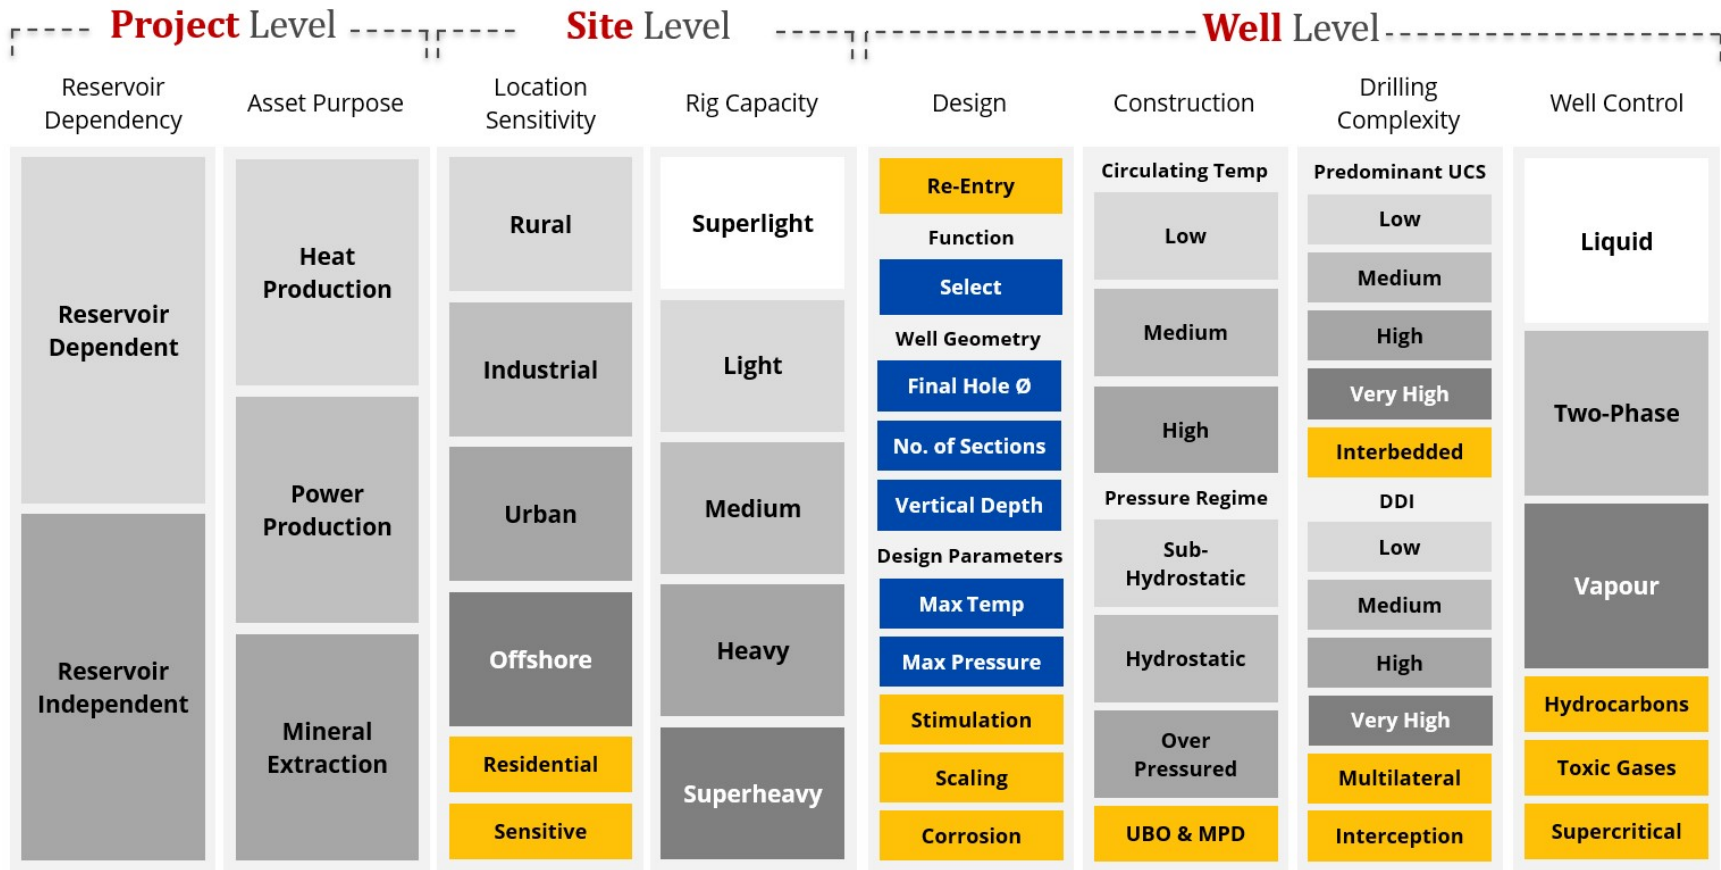 Project Level
Site Level
Well Level
Reservoir
Dependency
Asset Purpose
Location
Sensitivity
Rig Capacity
Design
Construction
Drilling
Complexity
Well Control
Reservoir
Dependent
Reservoir
Independent
Heat
Production
Power
Production
Mineral
Extraction
Rural
Industrial
Urban
Offshore
Residential
Sensitive
Superlight
Light
Medium
Heavy
Superheavy
Re-Entry
Function
Select
Well Geometry
Final Hole Ø
No. of Sections
Vertical Depth
Design Parameters
Max Temp
Max Pressure
Stimulation
Scaling
Corrosion
Circulating Temp
Low
Medium
High
Pressure Regime
Sub-
Hydrostatic
Hydrostatic
Over
Pressured
UBO & MPD
Predominant UCS
Low
Medium
High
Very High
Interbedded
DDI
Low
Medium
High
Very High
Multilateral
Interception
Liquid
Two-Phase
Vapour
Hydrocarbons
Toxic Gases
Supercritical